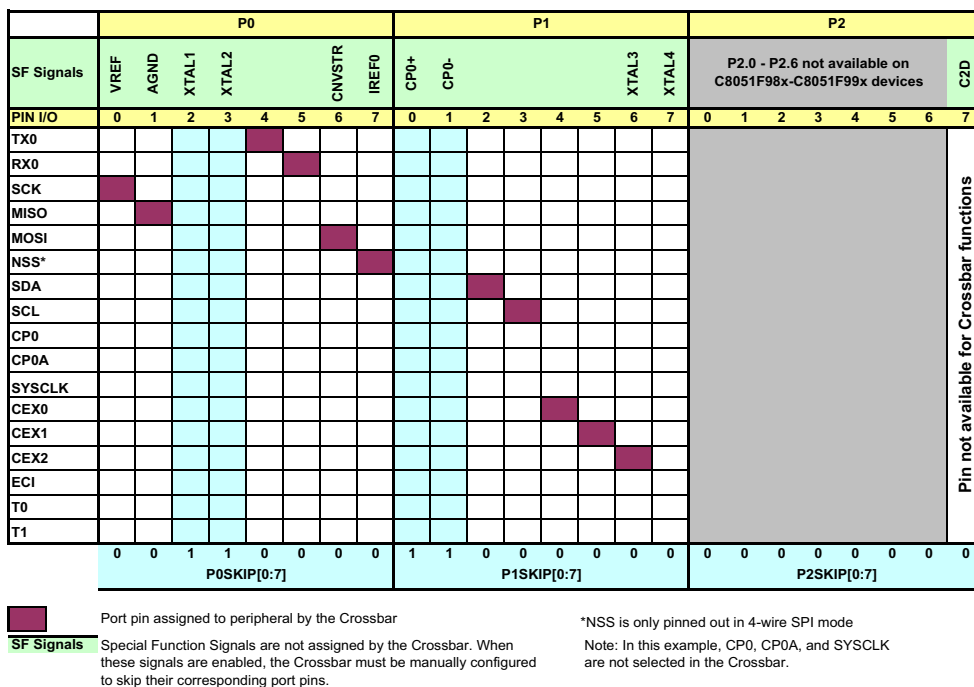 P0 P1 P2
SF Signals VREF AGND XTAL1 XTAL2 CNVSTR IREF0 CP0+ CP0- XTAL3 XTAL4 P2.0 - P2.6 not available on C8051F98x-C8051F99x devices C2D
PIN I/O 0 1 2 3 4 5 6 7 0 1 2 3 4 5 6 7 0 1 2 3 4 5 6 7
TX0
RX0
SCK
MISO
MOSI
NSS*
SDA
SCL
CP0
CP0A
SYSCLK
CEX0
CEX1
CEX2
ECI
T0
T1
Pin not available for Crossbar functions
0 0 1 1 0 0 0 0 1 1 0 0 0 0 0 0 0 0 0 0 0 0 0 0
P0SKIP[0:7] P1SKIP[0:7] P2SKIP[0:7]
Port pin assigned to peripheral by the Crossbar
SF Signals Special Function Signals are not assigned by the Crossbar. When
these signals are enabled, the Crossbar must be manually configured
to skip their corresponding port pins.
*NSS is only pinned out in 4-wire SPI mode
Note: In this example, CP0, CP0A, and SYSCLK
are not selected in the Crossbar.